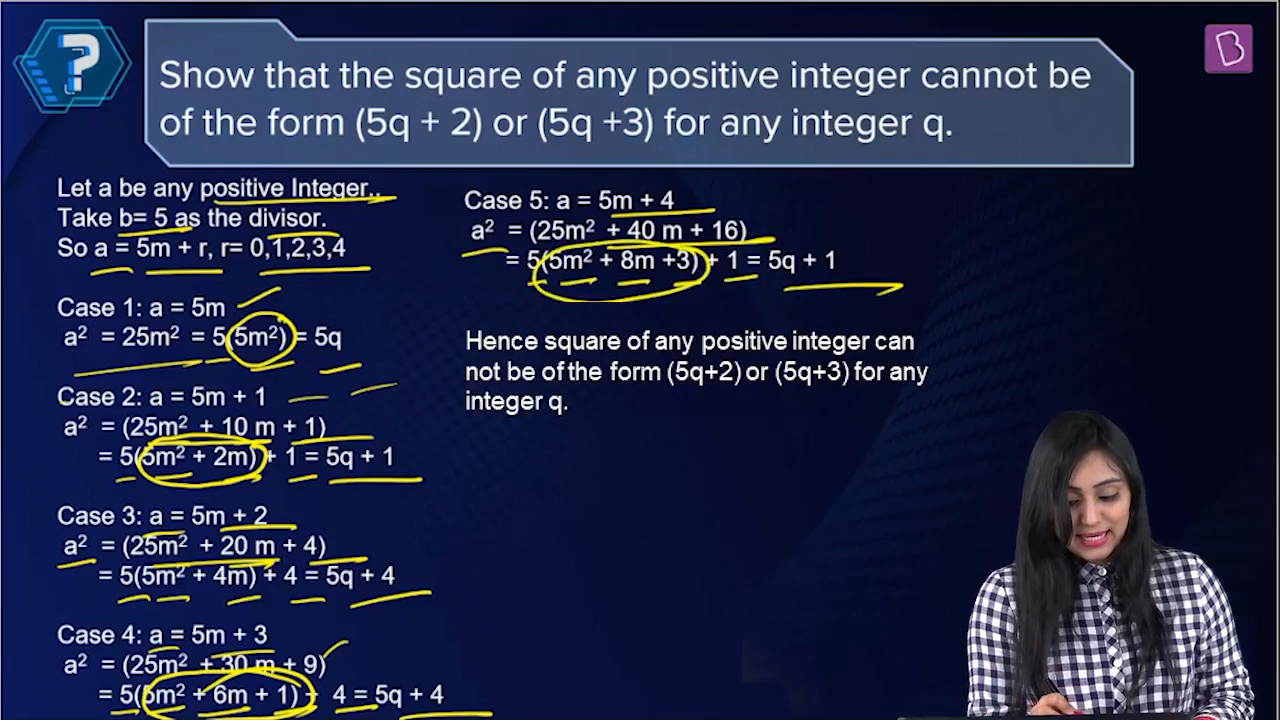 ?
Show that the square of any positive integer cannot be
of the form (5q + 2) or (5q +3) for any integer q.
B
Let a be any positive Integer..
Take b= 5 as the divisor.
So a = 5m + r, r= 0,1,2,3,4
Case 1: a = 5m
a² = 25m² = 5(5m²) = 5q
Case 2: a = 5m + 1
a² = (25m² + 10 m + 1)
= 5(5m² + 2m) + 1 = 5q + 1
Case 3: a = 5m + 2
a² = (25m² + 20 m + 4)
= 5(5m² + 4m) + 4 = 5q + 4
Case 4: a = 5m + 3
a² = (25m² + 30 m + 9)
= 5(5m² + 6m + 1) + 4 = 5q + 4
Case 5: a = 5m + 4
a² = (25m² + 40 m + 16)
= 5(5m² + 8m +3) + 1 = 5q + 1
Hence square of any positive integer can
not be of the form (5q+2) or (5q+3) for any
integer q.